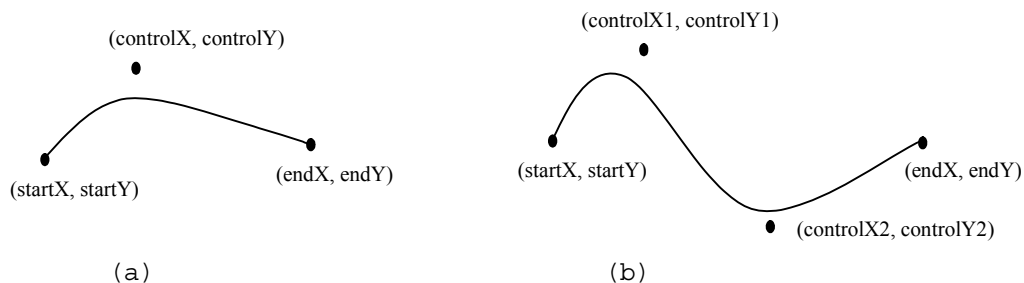 (controlX, controlY)
(startX, startY)
(endX, endY)
(a)
(controlX1, controlY1)
(startX, startY)
(endX, endY)
(controlX2, controlY2)
(b)